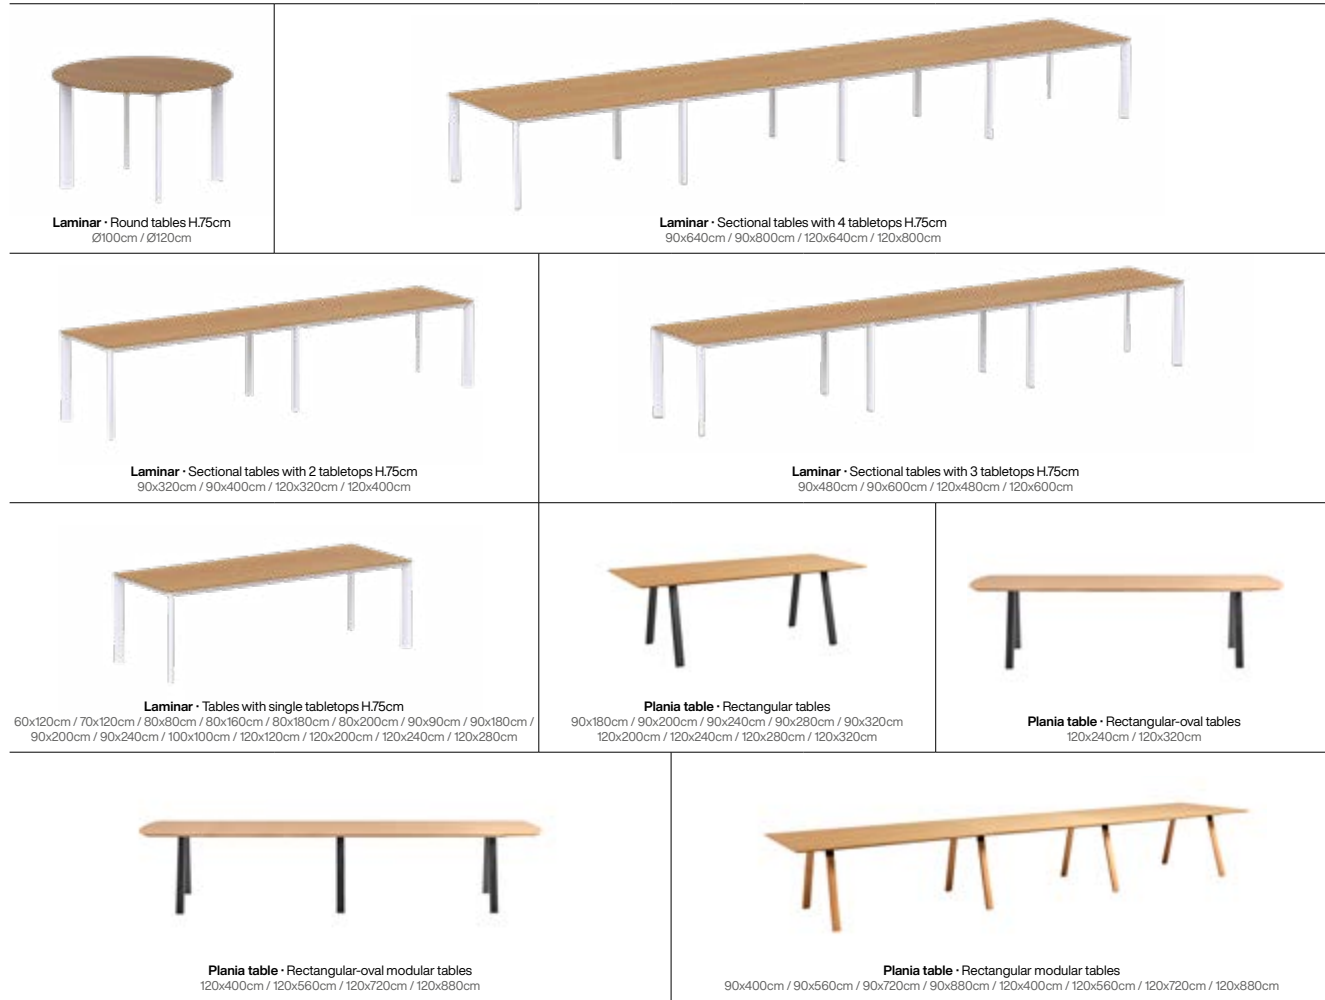 Laminar · Round tables H.75cm
Ø100cm / Ø120cm
Laminar · Sectional tables with 4 tabletops H.75cm
90x640cm / 90x800cm / 120x640cm / 120x800cm
Laminar · Sectional tables with 2 tabletops H.75cm
90x320cm / 90x400cm / 120x320cm / 120x400cm
Laminar · Sectional tables with 3 tabletops H.75cm
90x480cm / 90x600cm / 120x480cm / 120x600cm
Laminar · Tables with single tabletops H.75cm
60x120cm / 70x120cm / 80x80cm / 80x160cm / 80x180cm / 80x200cm / 90x90cm / 90x180cm /
90x200cm / 90x240cm / 100x100cm / 120x120cm / 120x200cm / 120x240cm / 120x280cm
Plania table · Rectangular tables
90x180cm / 90x200cm / 90x240cm / 90x280cm / 90x320cm
120x200cm / 120x240cm / 120x280cm / 120x320cm
Plania table · Rectangular-oval tables
120x240cm / 120x320cm
Plania table · Rectangular-oval modular tables
120x400cm / 120x560cm / 120x720cm / 120x880cm
Plania table · Rectangular modular tables
90x400cm / 90x560cm / 90x720cm / 90x880cm / 120x400cm / 120x560cm / 120x720cm / 120x880cm